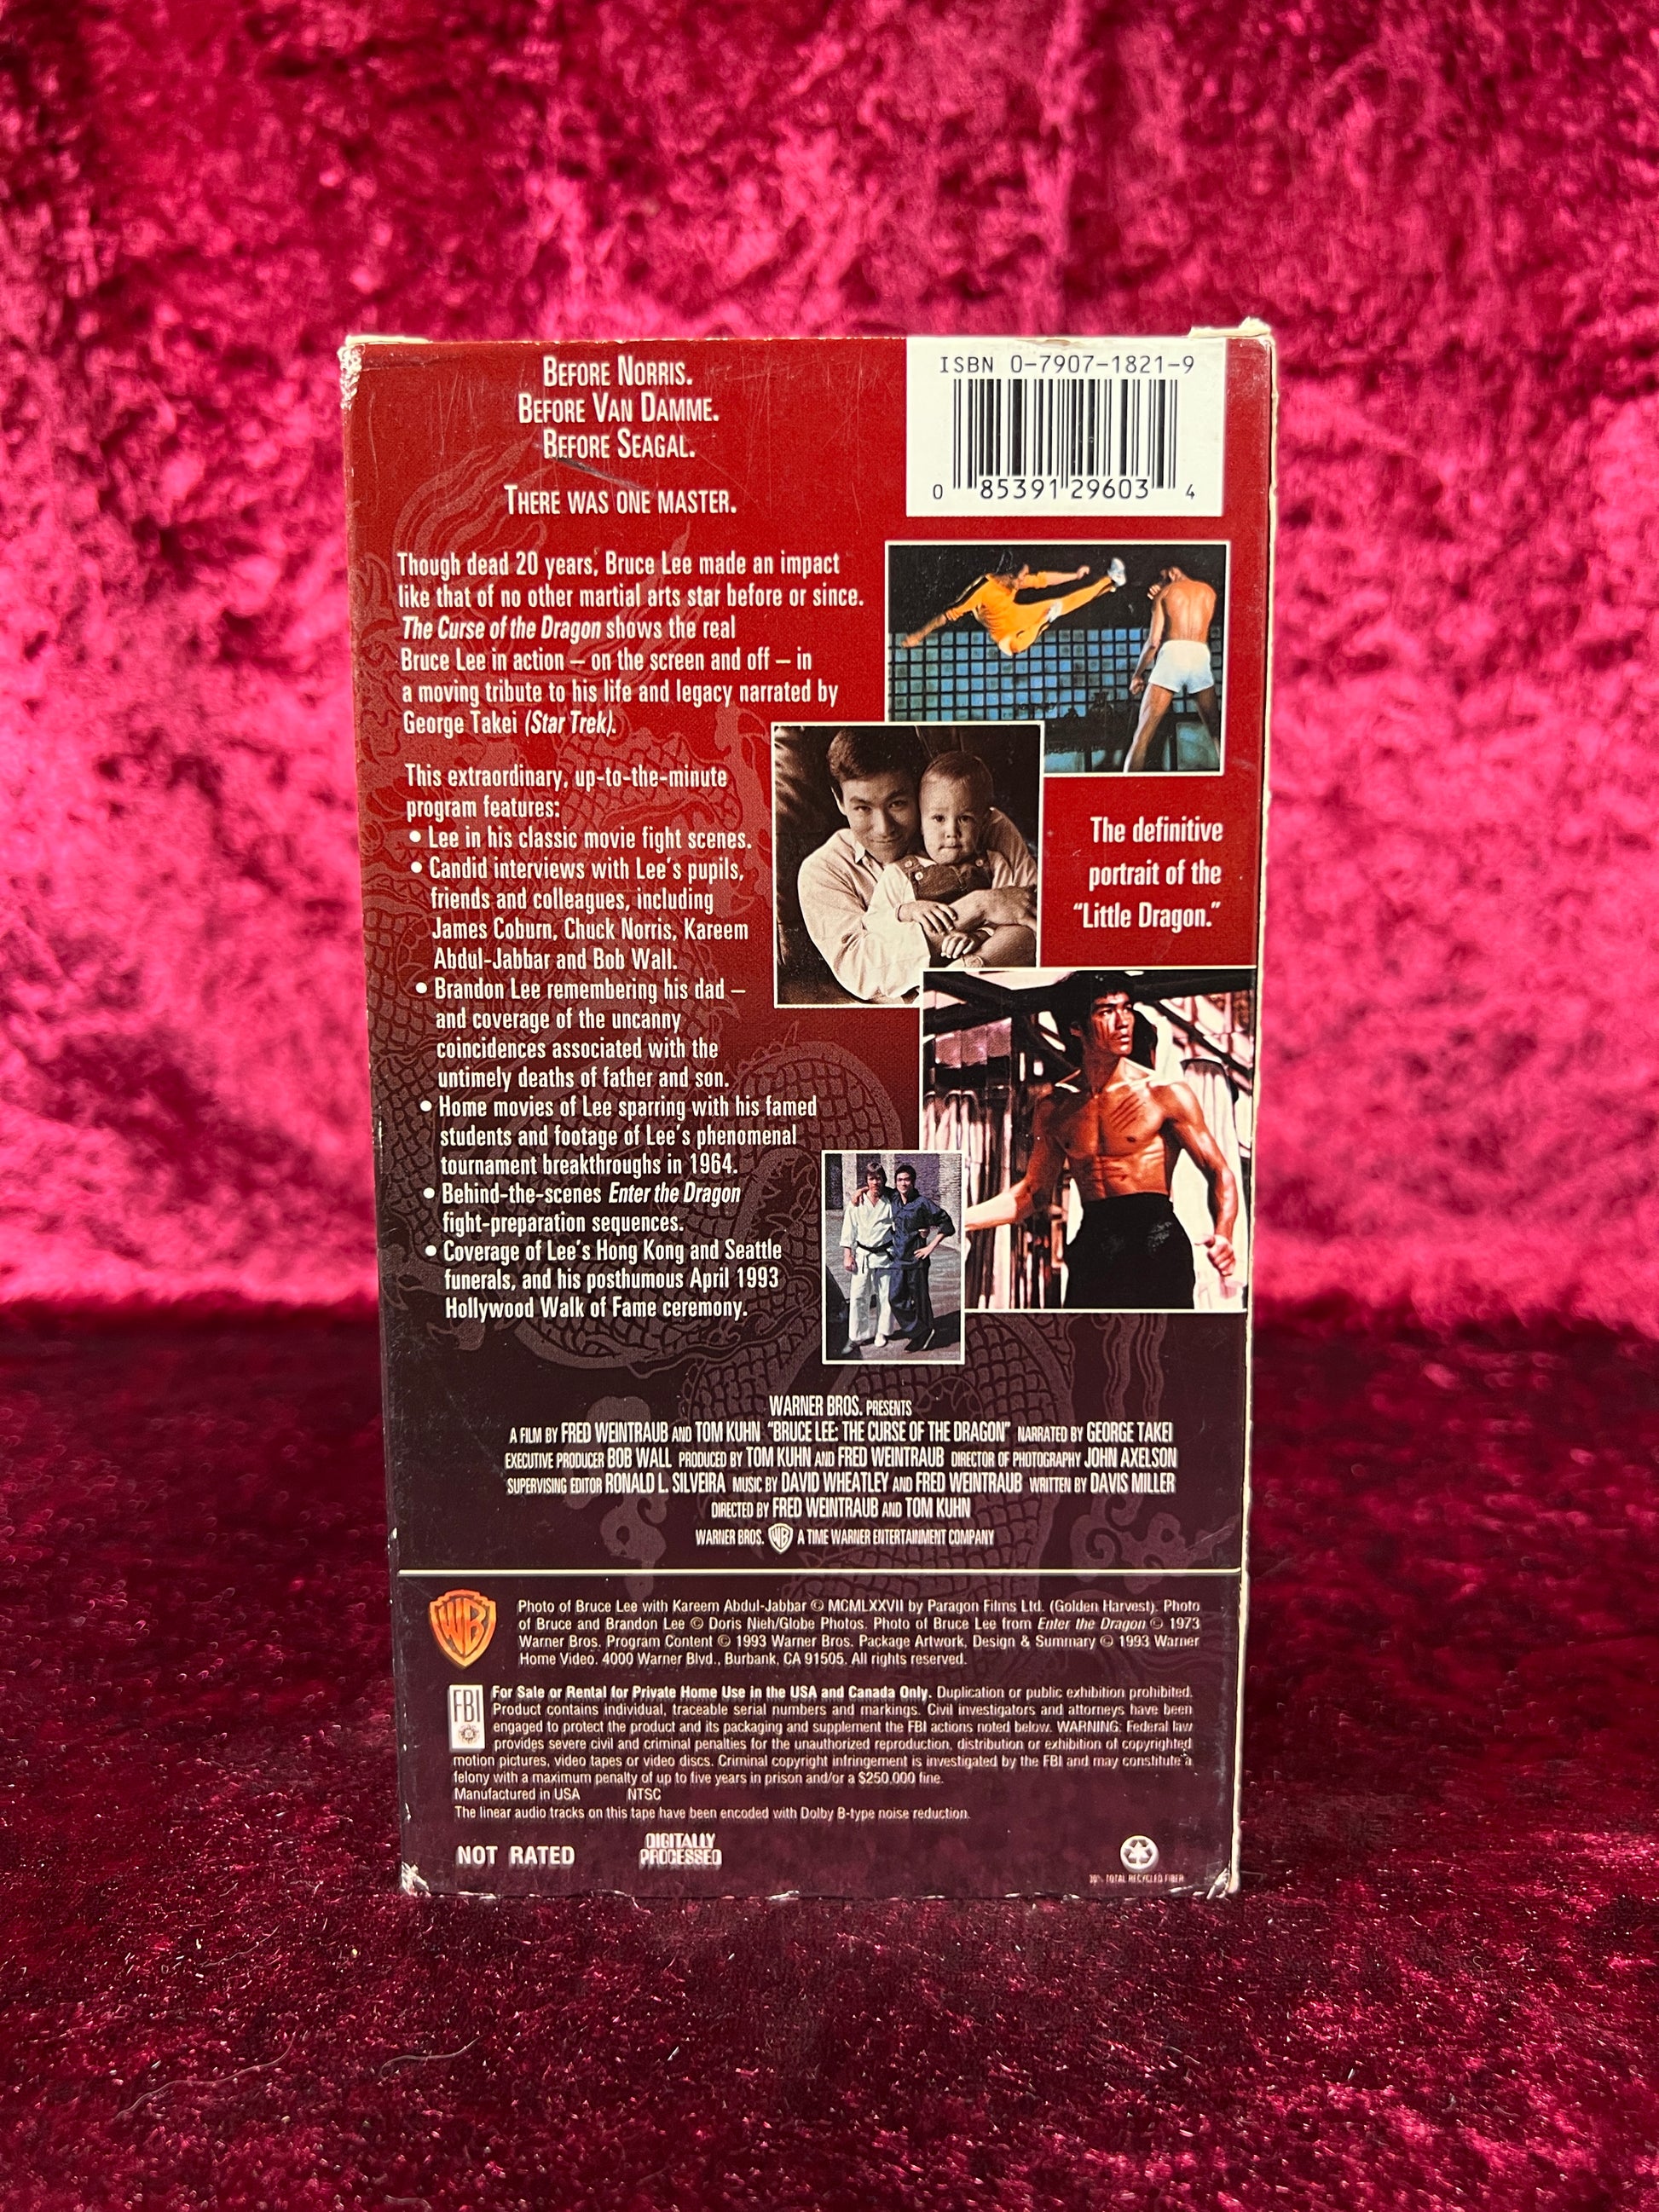 BEFORE NORRIS.
BEFORE VAN DAMME.
BEFORE SEAGAL.
THERE WAS ONE MASTER.
ISBN 0-7907-1821-9
0 85391 29603 4
Though dead 20 years, Bruce Lee made an impact
like that of no other martial arts star before or since.
The Curse of the Dragon shows the real
Bruce Lee in action – on the screen and off – in
a moving tribute to his life and legacy narrated by
George Takei (Star Trek).
This extraordinary, up-to-the-minute
program features:
• Lee in his classic movie fight scenes.
• Candid interviews with Lee's pupils,
friends and colleagues, including
James Coburn, Chuck Norris, Kareem
Abdul-Jabbar and Bob Wall.
• Brandon Lee remembering his dad –
and coverage of the uncanny
coincidences associated with the
untimely deaths of father and son.
• Home movies of Lee sparring with his famed
students and footage of Lee's phenomenal
tournament breakthroughs in 1964.
• Behind-the-scenes Enter the Dragon
fight-preparation sequences.
• Coverage of Lee's Hong Kong and Seattle
funerals, and his posthumous April 1993
Hollywood Walk of Fame ceremony.
The definitive
portrait of the
"Little Dragon."
WARNER BROS. PRESENTS
A FILM BY FRED WEINTRAUB AND TOM KUHN "BRUCE LEE: THE CURSE OF THE DRAGON" NARRATED BY GEORGE TAKEI
EXECUTIVE PRODUCER BOB WALL PRODUCED BY TOM KUHN AND FRED WEINTRAUB DIRECTOR OF PHOTOGRAPHY JOHN AXELSON
SUPERVISING EDITOR RONALD L. SILVEIRA MUSIC BY DAVID WHEATLEY AND FRED WEINTRAUB WRITTEN BY DAVIS MILLER
DIRECTED BY FRED WEINTRAUB AND TOM KUHN
WARNER BROS. WB A TIME WARNER ENTERTAINMENT COMPANY
WB
Photo of Bruce Lee with Kareem Abdul-Jabbar © MCMLXXVII by Paragon Films Ltd. (Golden Harvest). Photo
of Bruce and Brandon Lee © Doris Nieh/Globe Photos. Photo of Bruce Lee from Enter the Dragon © 1973
Warner Bros. Program Content © 1993 Warner Bros. Package Artwork, Design & Summary © 1993 Warner
Home Video. 4000 Warner Blvd., Burbank, CA 91505. All rights reserved.
FBI
For Sale or Rental for Private Home Use in the USA and Canada Only. Duplication or public exhibition prohibited.
Product contains individual, traceable serial numbers and markings. Civil investigators and attorneys have been
engaged to protect the product and its packaging and supplement the FBI actions noted below. WARNING: Federal law
provides severe civil and criminal penalties for the unauthorized reproduction, distribution or exhibition of copyrighted
motion pictures, video tapes or video discs. Criminal copyright infringement is investigated by the FBI and may constitute a
felony with a maximum penalty of up to five years in prison and/or a $250,000 fine.
Manufactured in USA NTSC
The linear audio tracks on this tape have been encoded with Dolby B-type noise reduction.
NOT RATED
DIGITALLY
PROCESSED
TOTAL RECYCLED FIBER